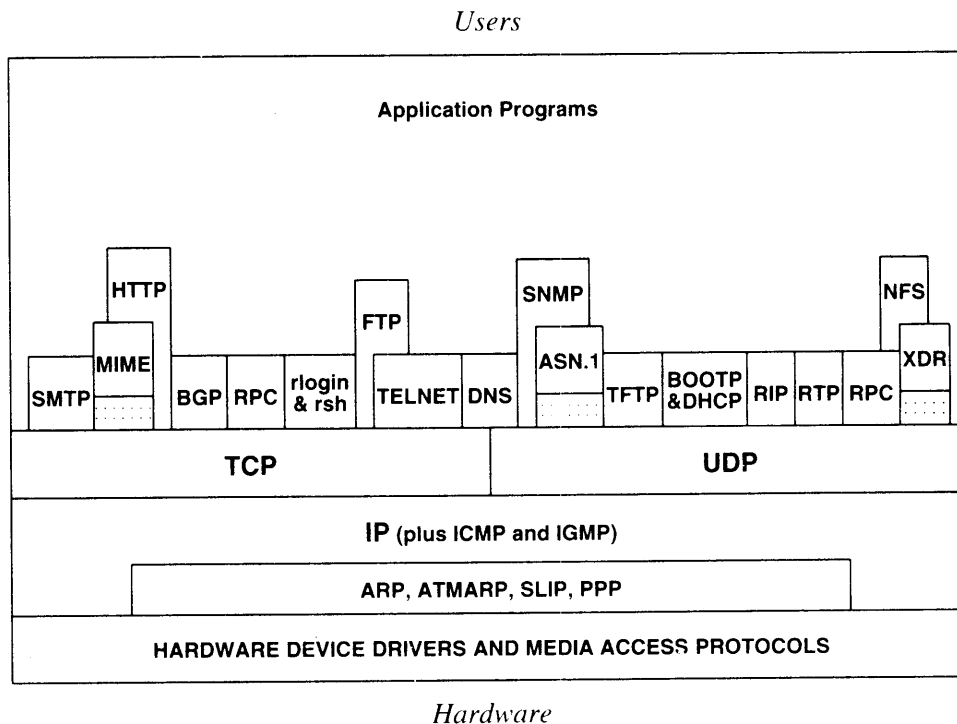 Users
Application Programs
HTTP
SNMP
NFS
FTP
MIME
ASN.1
XDR
SMTP
BGP
RPC
rlogin
& rsh
TELNET
DNS
TFTP
BOOTP
&DHCP
RIP
RTP
RPC
TCP
UDP
IP (plus ICMP and IGMP)
ARP, ATMARP, SLIP, PPP
HARDWARE DEVICE DRIVERS AND MEDIA ACCESS PROTOCOLS
Hardware